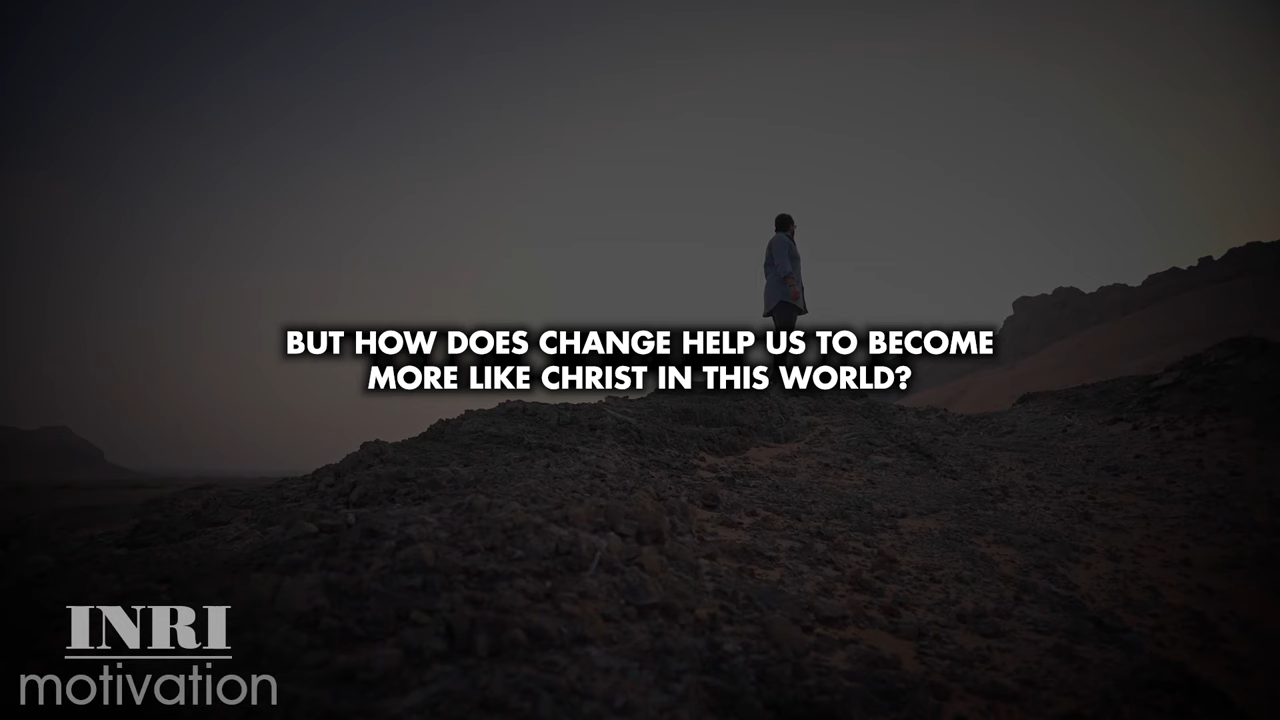 BUT HOW DOES CHANGE HELP US TO BECOME
MORE LIKE CHRIST IN THIS WORLD?
INRI
motivation